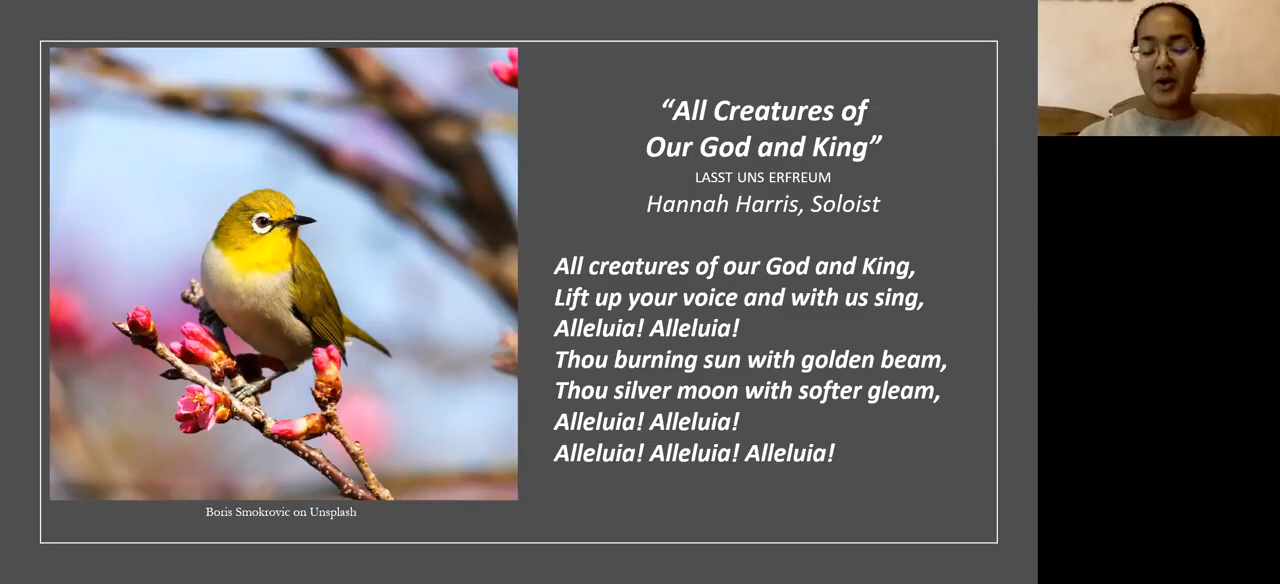 “All Creatures of
Our God and King”
LASST UNS ERFREUM
Hannah Harris, Soloist
All creatures of our God and King,
Lift up your voice and with us sing,
Alleluia! Alleluia!
Thou burning sun with golden beam,
Thou silver moon with softer gleam,
Alleluia! Alleluia!
Alleluia! Alleluia! Alleluia!
Boris Smokrovic on Unsplash